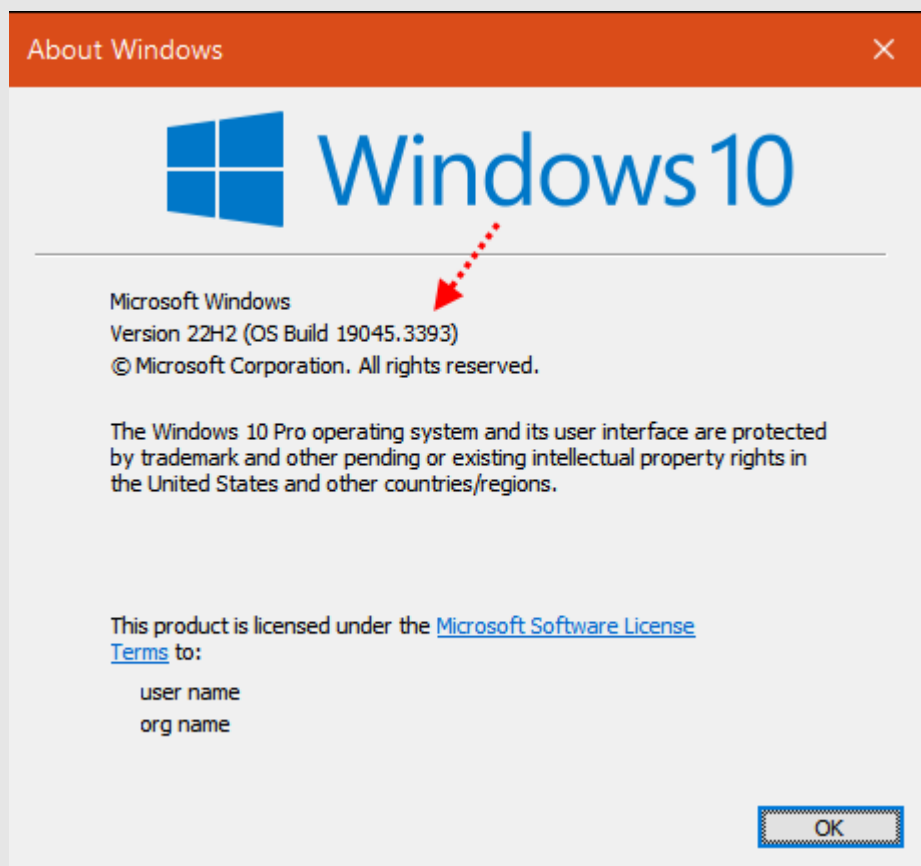 About Windows
Windows 10
Microsoft Windows
Version 22H2 (OS Build 19045.3393)
© Microsoft Corporation. All rights reserved.
The Windows 10 Pro operating system and its user interface are protected
by trademark and other pending or existing intellectual property rights in
the United States and other countries/regions.
This product is licensed under the Microsoft Software License
Terms to:
user name
org name
OK